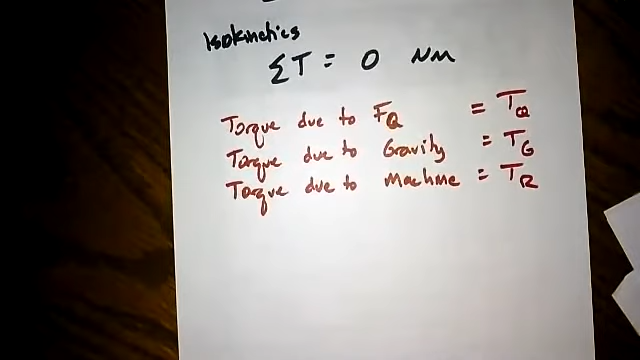 Isokinetics
ΣT = 0 NM
Torque due to FQ = TQ
Torque due to Gravity = TG
Torque due to Machine = TR